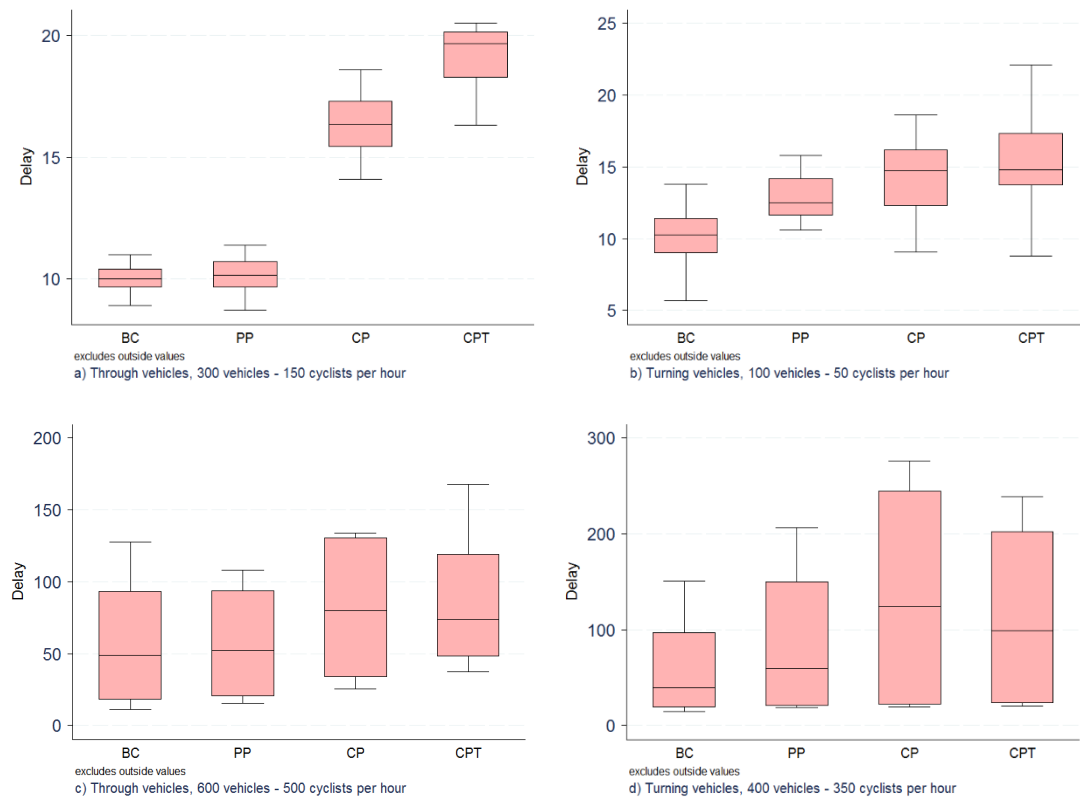 20
15
10
Delay
BC PP CP CPT
excludes outside values
a) Through vehicles, 300 vehicles - 150 cyclists per hour
25
20
15
10
5
Delay
BC PP CP CPT
excludes outside values
b) Turning vehicles, 100 vehicles - 50 cyclists per hour
200
150
100
50
0
Delay
BC PP CP CPT
excludes outside values
c) Through vehicles, 600 vehicles - 500 cyclists per hour
300
200
100
0
Delay
BC PP CP CPT
excludes outside values
d) Turning vehicles, 400 vehicles - 350 cyclists per hour